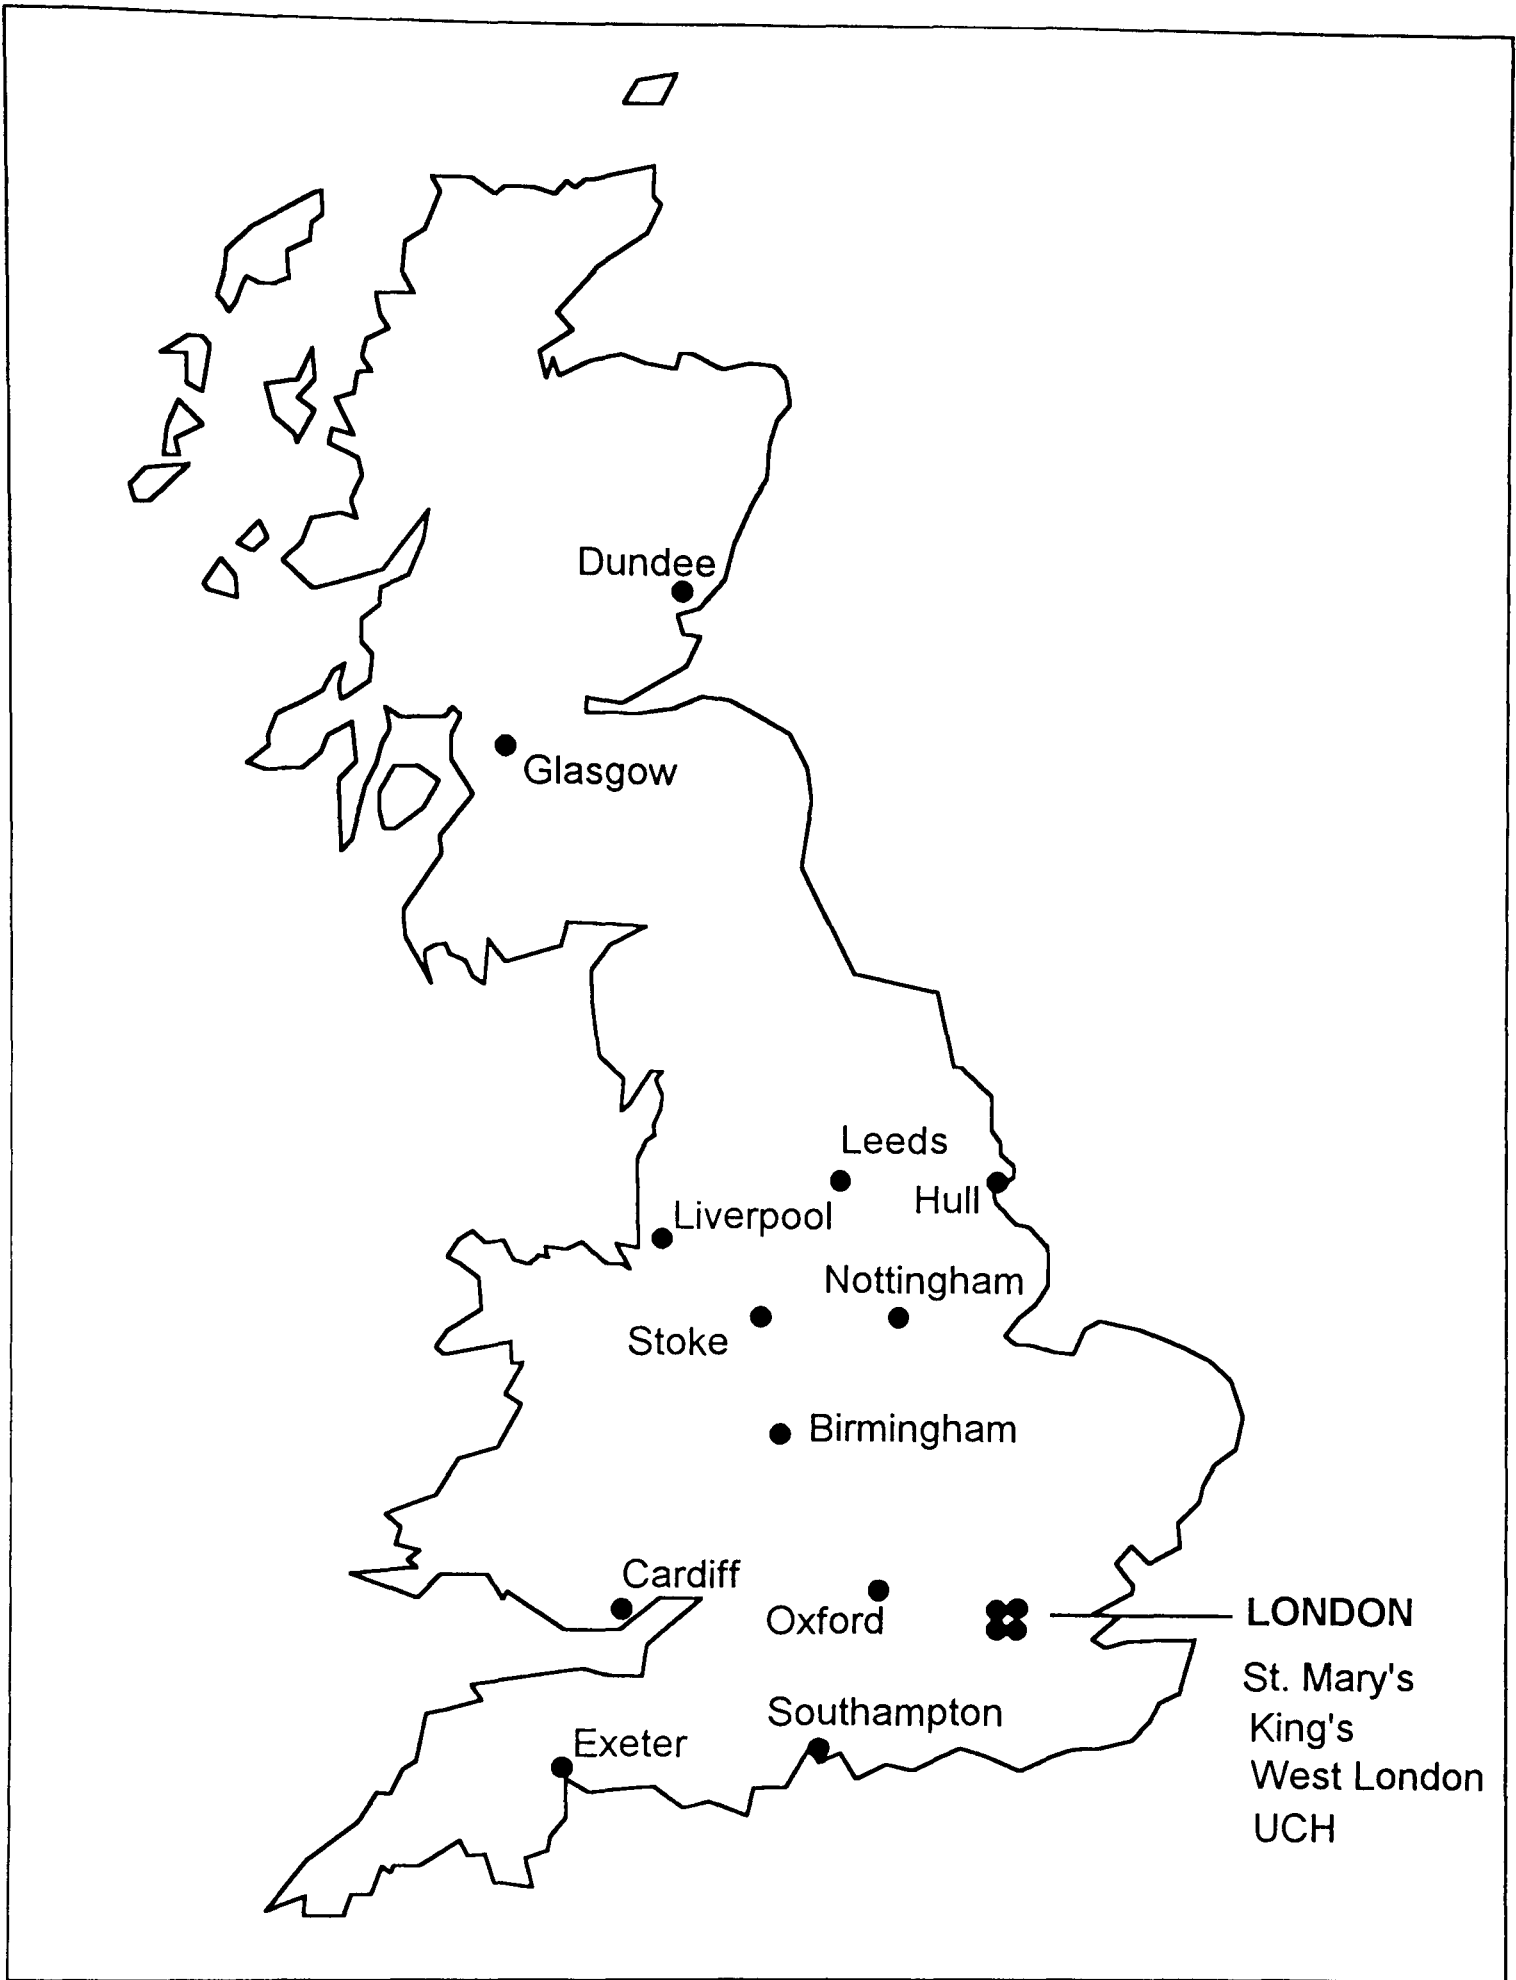 Dundee
Glasgow
Leeds
Hull
Liverpool
Nottingham
Stoke
Birmingham
Cardiff
Oxford
LONDON
St. Mary's
King's
West London
UCH
Southampton
Exeter